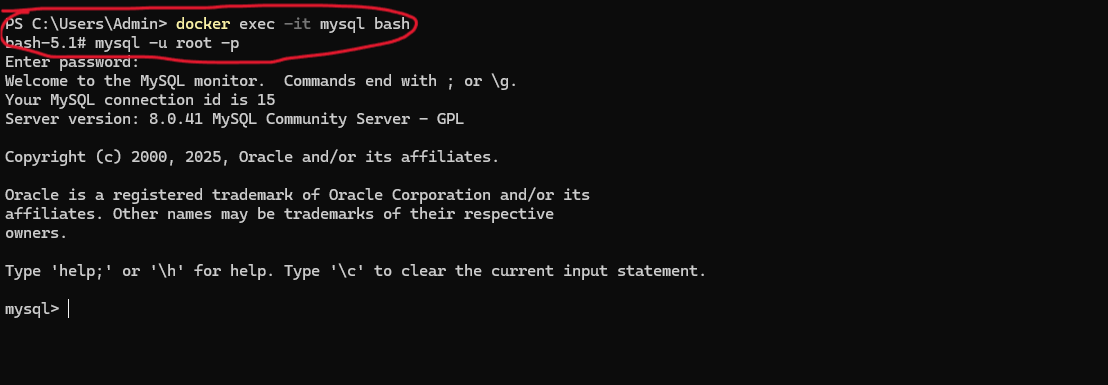 PS C:\Users\Admin> docker exec -it mysql bash
bash-5.1# mysql -u root -p
Enter password:
Welcome to the MySQL monitor.  Commands end with ; or \g.
Your MySQL connection id is 15
Server version: 8.0.41 MySQL Community Server - GPL

Copyright (c) 2000, 2025, Oracle and/or its affiliates.

Oracle is a registered trademark of Oracle Corporation and/or its
affiliates. Other names may be trademarks of their respective
owners.

Type 'help;' or '\h' for help. Type '\c' to clear the current input statement.

mysql>